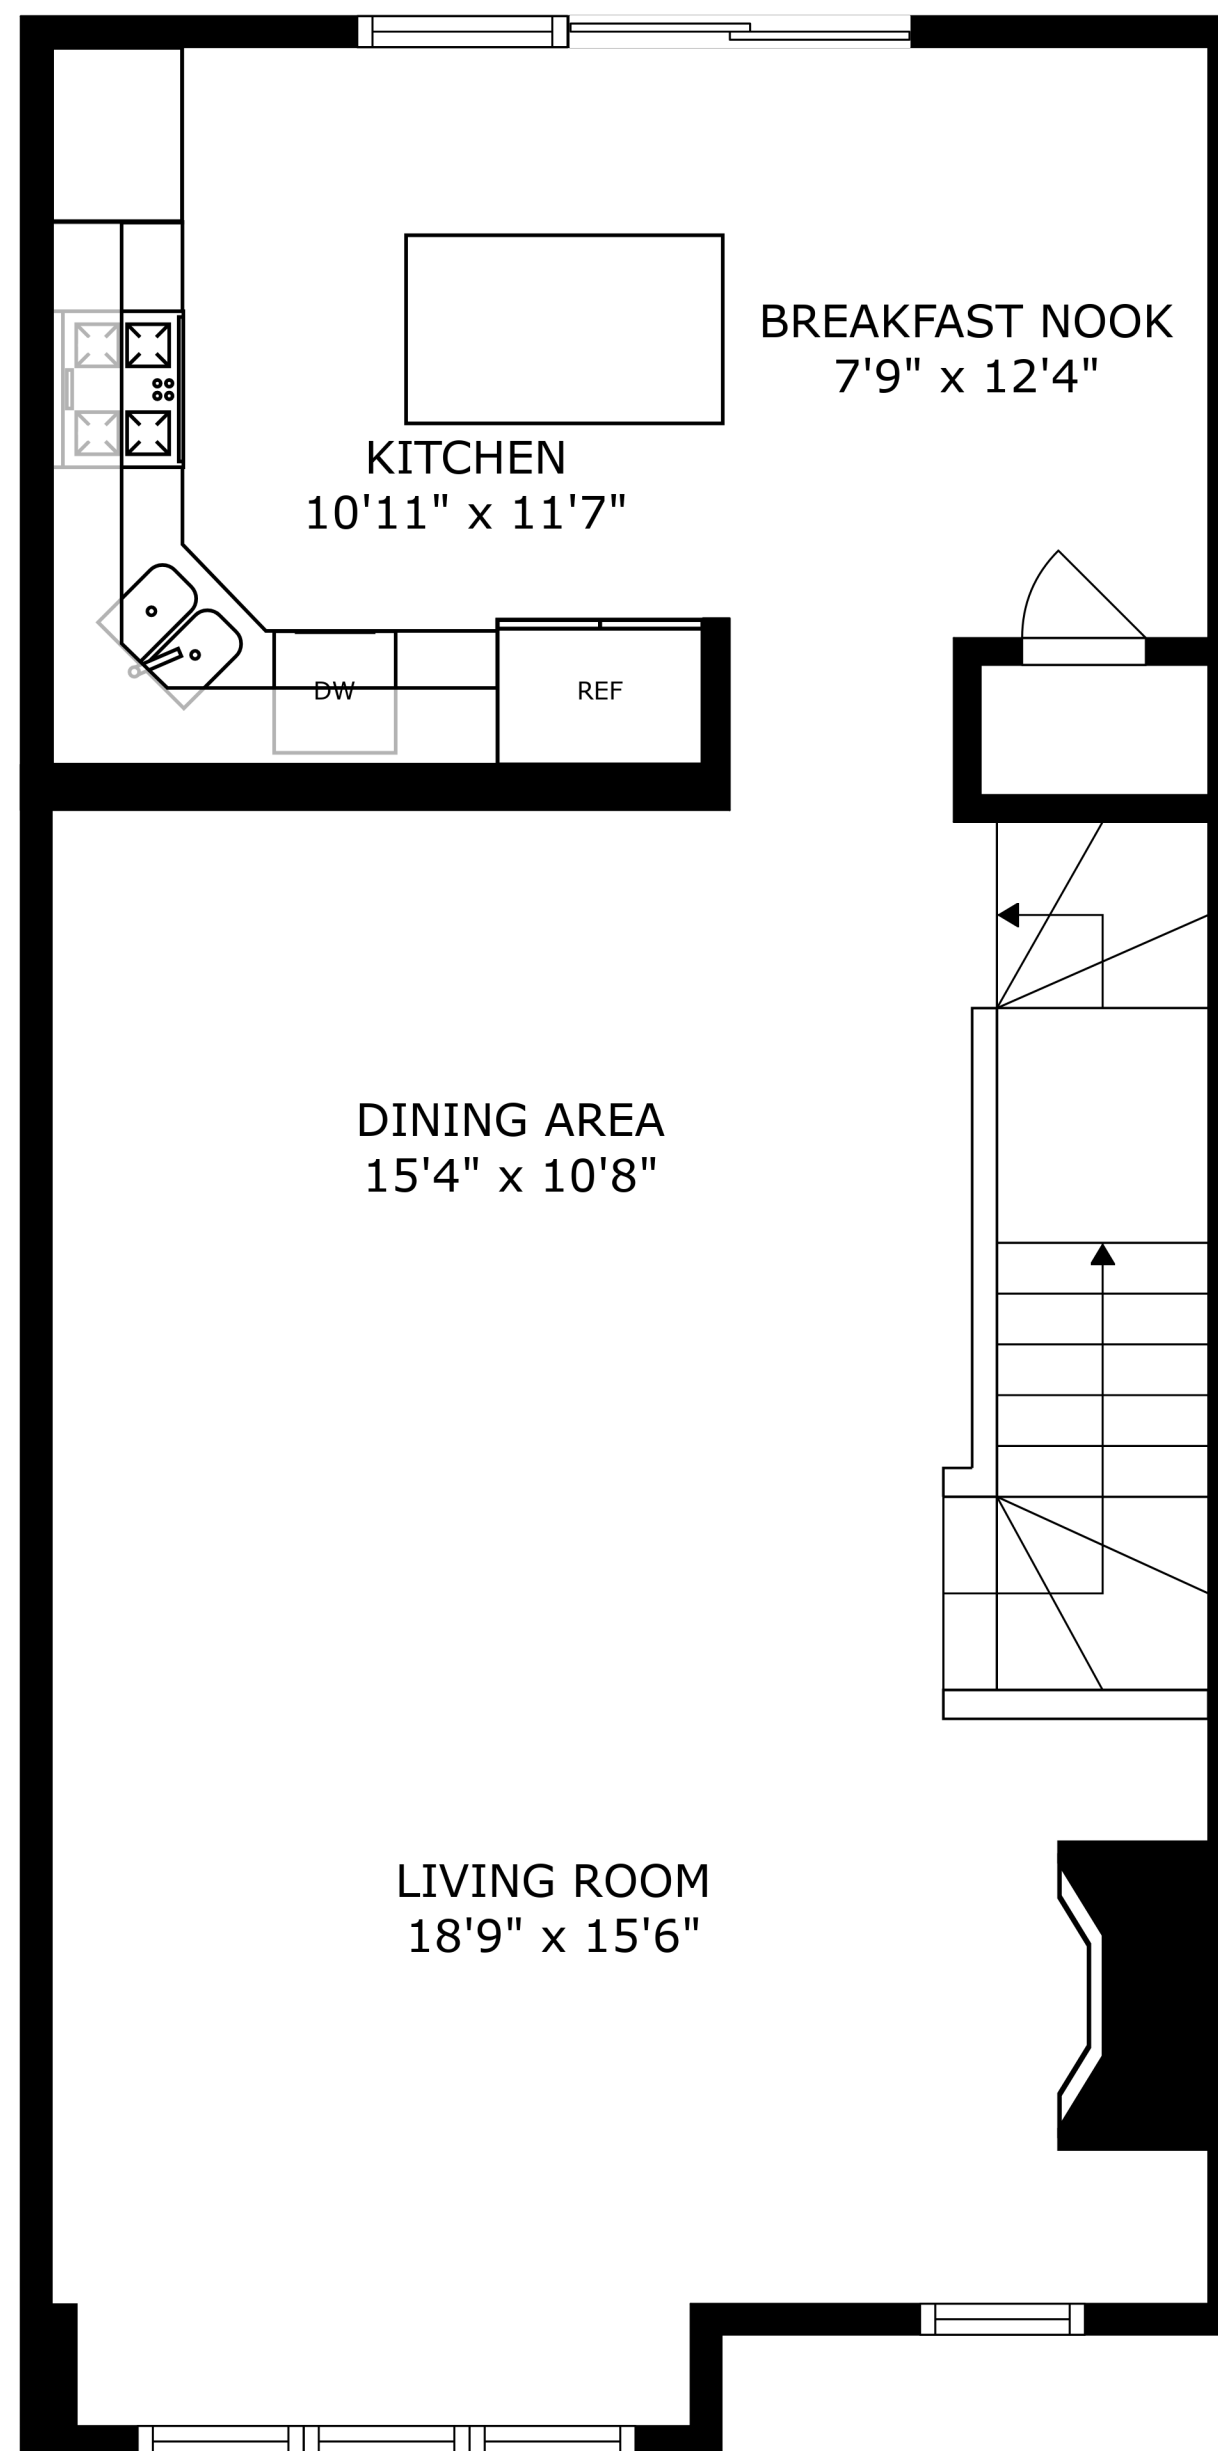 BREAKFAST NOOK
7'9" x 12'4"
KITCHEN
10'11" x 11'7"
DW
REF
DINING AREA
15'4" x 10'8"
LIVING ROOM
18'9" x 15'6"